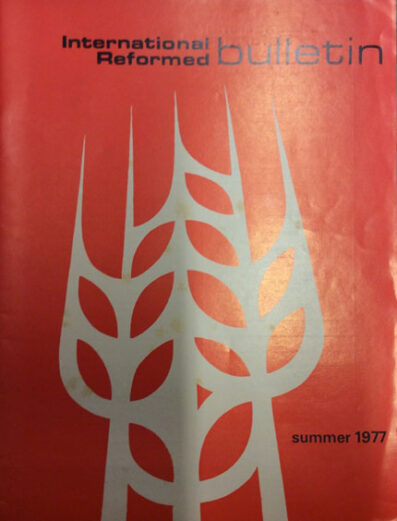 International
Reformed bulletin
summer 1977